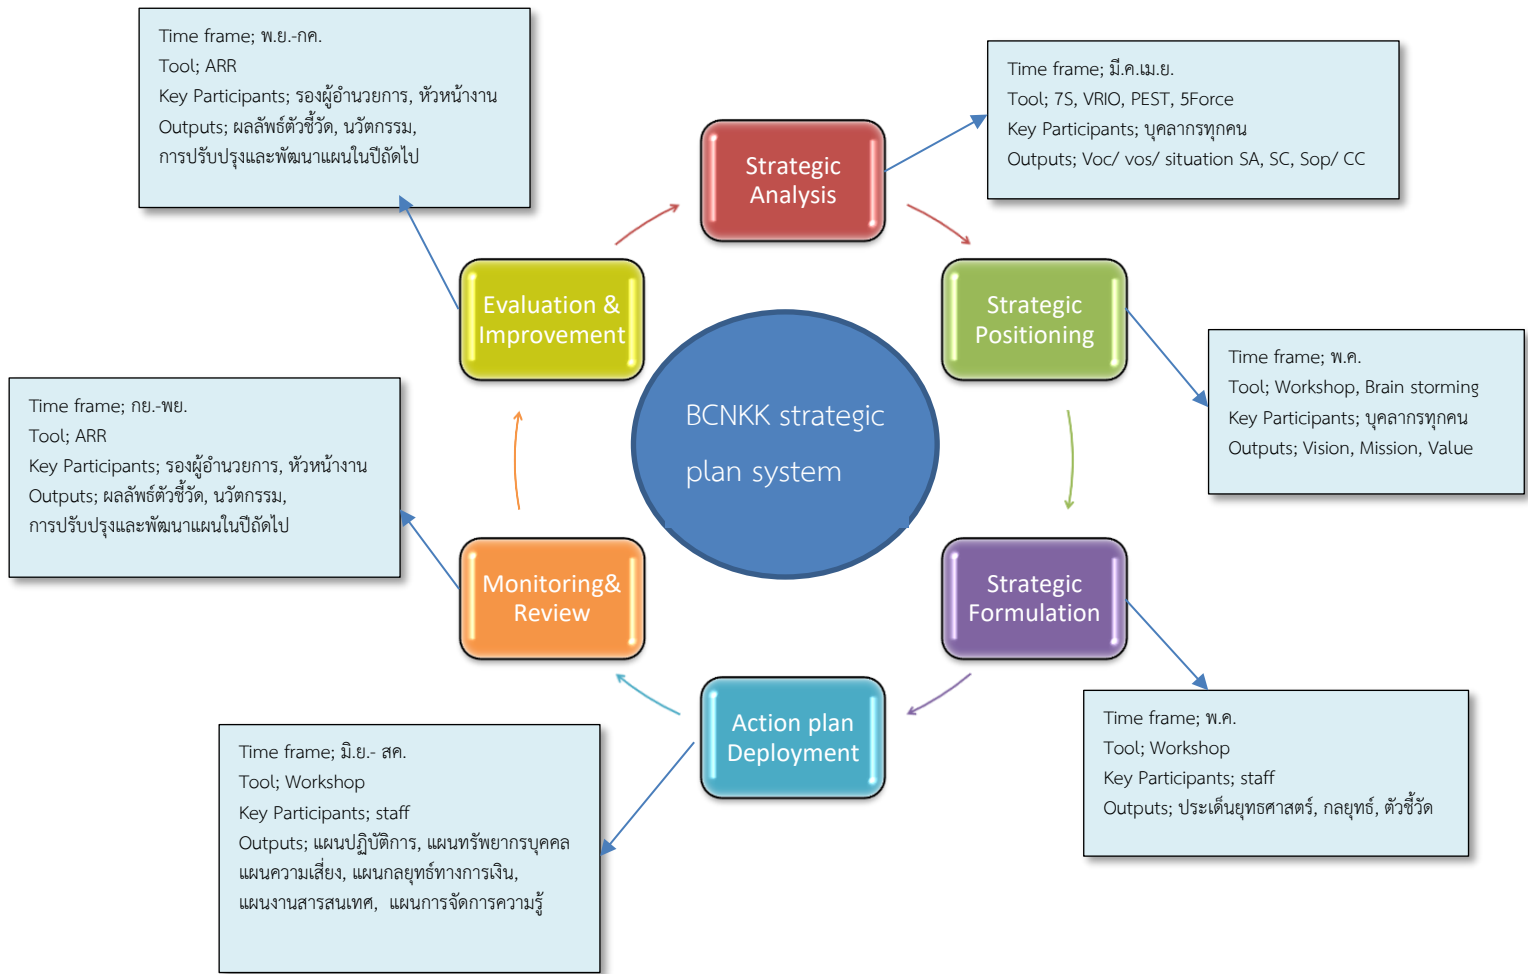 Time frame; พ.ย.-กค.
Tool; ARR
Key Participants; รองผู้อำนวยการ, หัวหน้างาน
Outputs; ผลลัพธ์ตัวชี้วัด, นวัตกรรม,
การปรับปรุงและพัฒนาแผนในปีถัดไป
Time frame; มี.ค.เม.ย.
Tool; 7S, VRIO, PEST, 5Force
Key Participants; บุคลากรทุกคน
Outputs; Voc/ vos/ situation SA, SC, Sop/ CC
Strategic
Analysis
Evaluation &
Improvement
Strategic
Positioning
Time frame; พ.ค.
Tool; Workshop, Brain storming
Key Participants; บุคลากรทุกคน
Outputs; Vision, Mission, Value
Time frame; กย.-พย.
Tool; ARR
Key Participants; รองผู้อำนวยการ, หัวหน้างาน
Outputs; ผลลัพธ์ตัวชี้วัด, นวัตกรรม,
การปรับปรุงและพัฒนาแผนในปีถัดไป
BCNKK strategic
plan system
Monitoring&
Review
Strategic
Formulation
Action plan
Deployment
Time frame; พ.ค.
Tool; Workshop
Key Participants; staff
Outputs; ประเด็นยุทธศาสตร์, กลยุทธ์, ตัวชี้วัด
Time frame; มิ.ย.- สค.
Tool; Workshop
Key Participants; staff
Outputs; แผนปฏิบัติการ, แผนทรัพยากรบุคคล
แผนความเสี่ยง, แผนกลยุทธ์ทางการเงิน,
แผนงานสารสนเทศ, แผนการจัดการความรู้